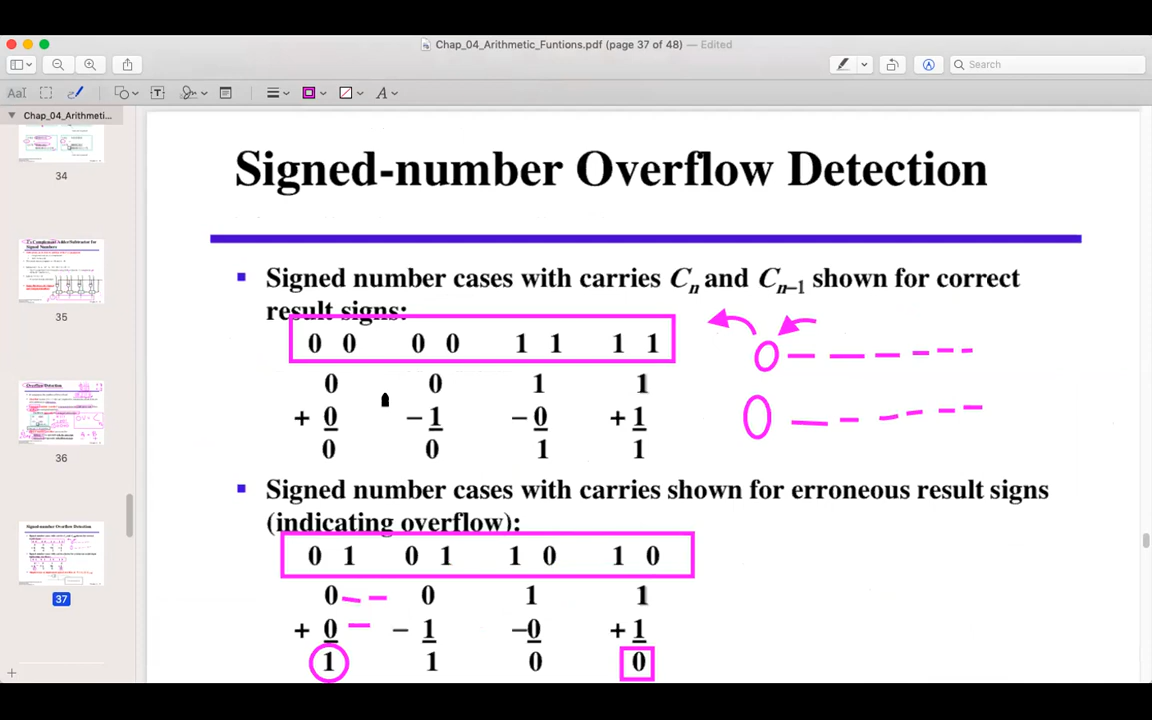 Chap_04_Arithmetic_Funtions.pdf (page 37 of 48) — Edited
Search
AaI
A
Chap_04_Arithmeti...
34
35
36
37
Signed-number Overflow Detection
Signed number cases with carries Cn and Cn–1 shown for correct
result signs:
0 0 0 0 1 1 1 1
0 0 1 1
+ 0 − 1 − 0 + 1
0 0 1 1
0
0
Signed number cases with carries shown for erroneous result signs
(indicating overflow):
0 1 0 1 1 0 1 0
0 0 1 1
+ 0 − 1 −0 +1
1 1 0 0